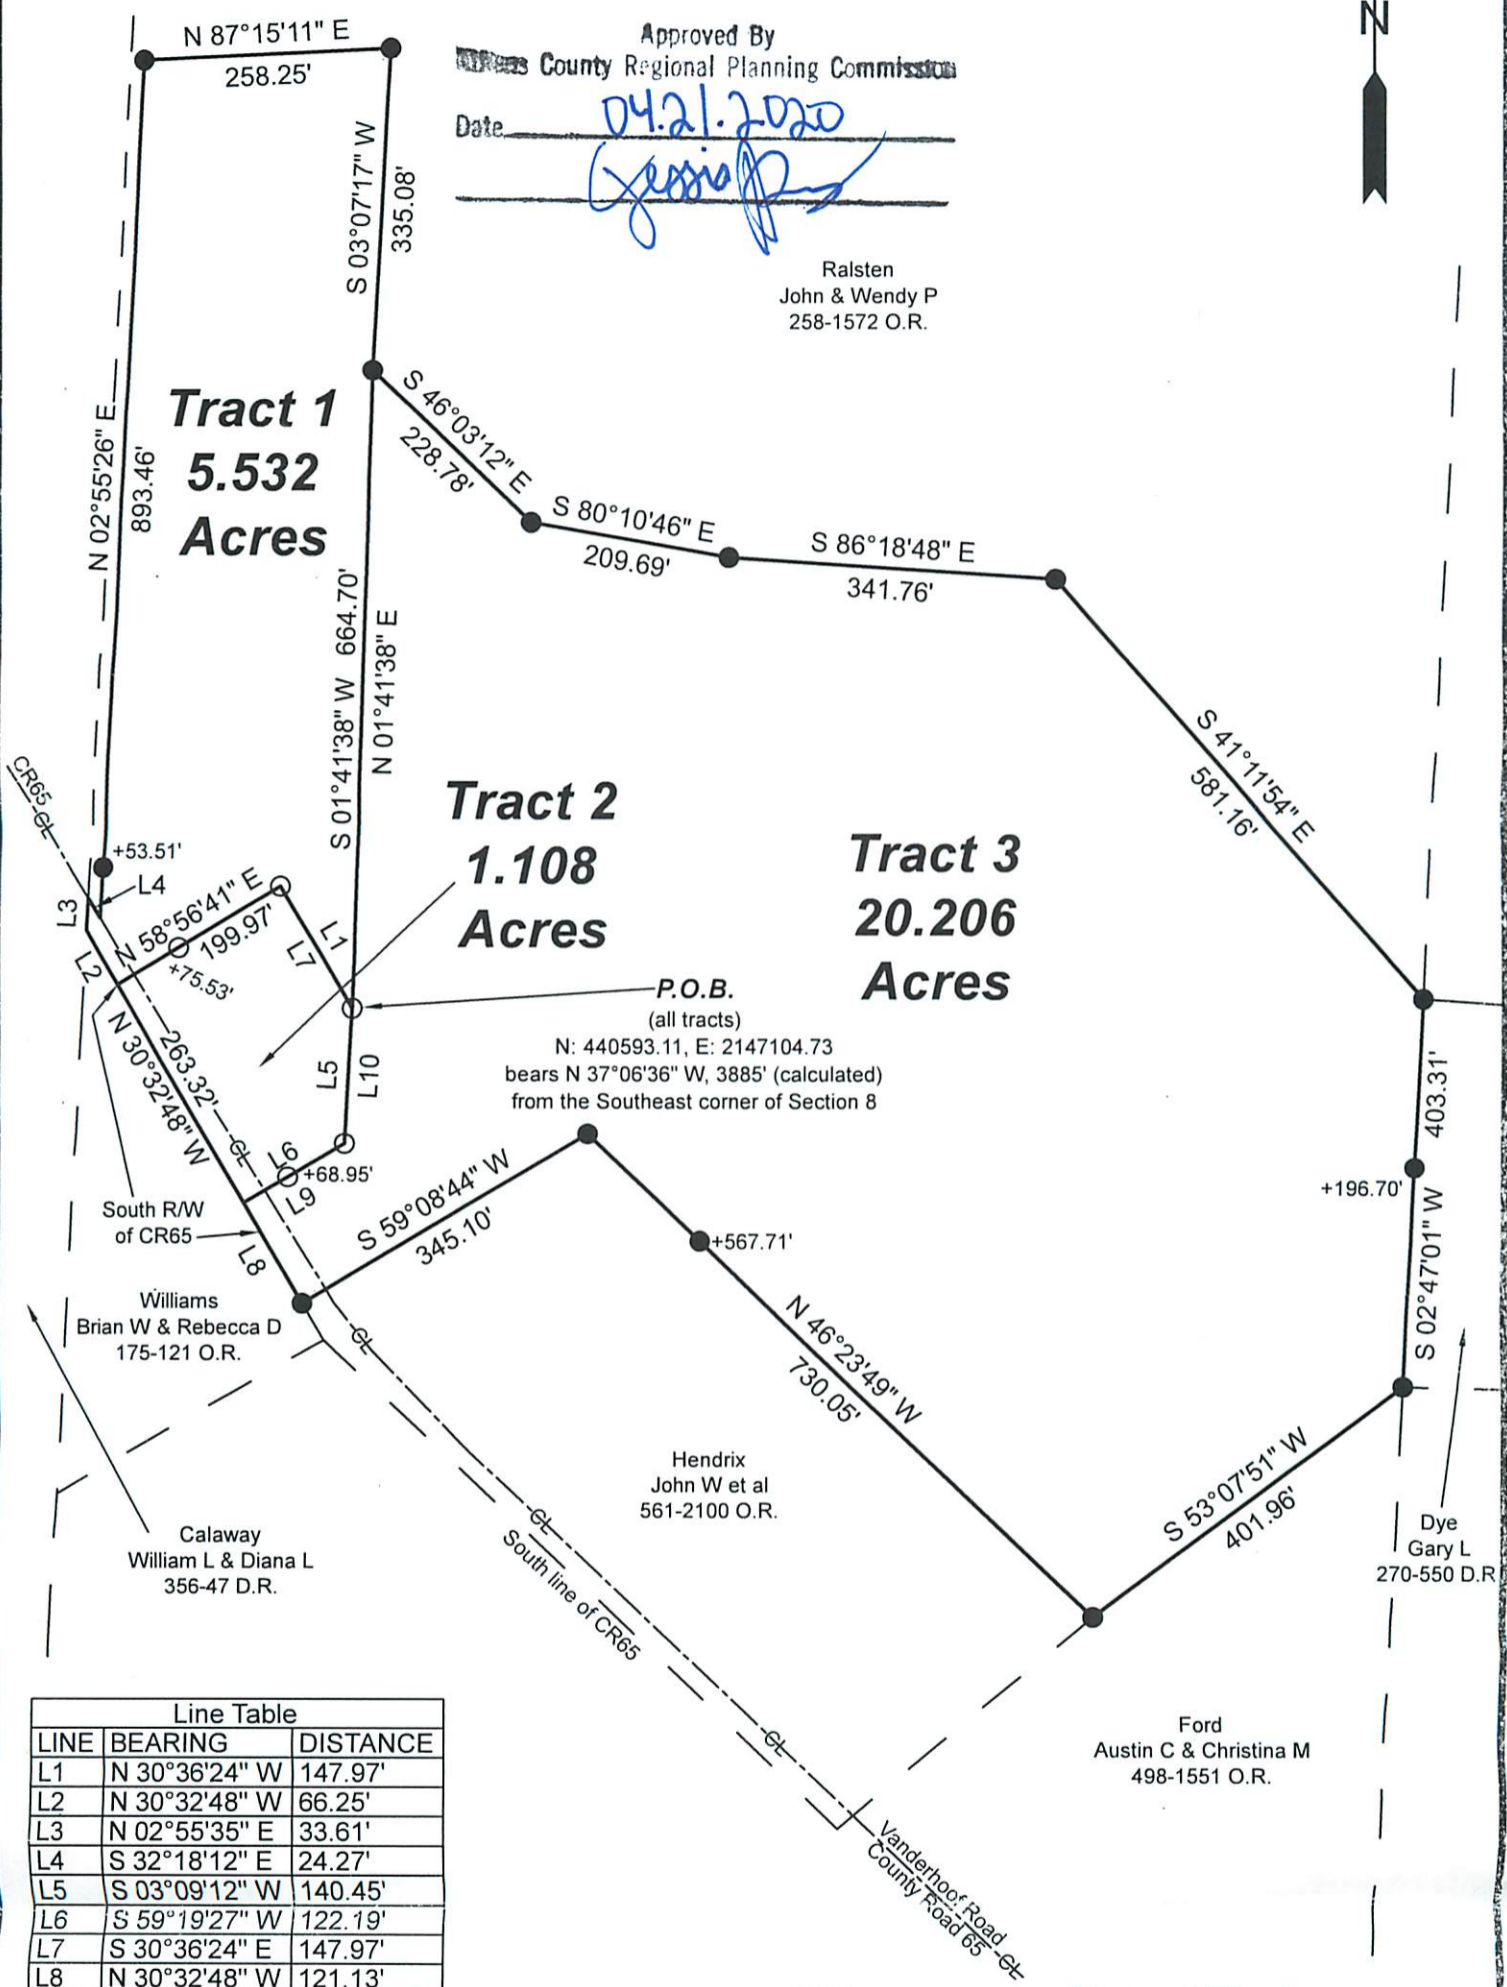 N 87°15'11" E
258.25'
Approved By
County Regional Planning Commission
Date 04.21.2020
N
S 03°07'17" W
335.08'
Ralsten
John & Wendy P
258-1572 O.R.
N 02°55'26" E
893.46'
Tract 1
5.532
Acres
S 46°03'12" E
228.78'
S 80°10'46" E
209.69'
S 86°18'48" E
341.76'
S 01°41'38" W 664.70'
N 01°41'38" E
S 41°11'54" E
581.16'
CR65
CL
Tract 2
1.108
Acres
Tract 3
20.206
Acres
+53.51'
L4
L3
N 58°56'41" E
199.97'
+75.53'
L1
L7
L2
P.O.B.
(all tracts)
N: 440593.11, E: 2147104.73
bears N 37°06'36" W, 3885' (calculated)
from the Southeast corner of Section 8
263.32'
N 30°32'48" W
CL
L5
L10
403.31'
L6
+68.95'
L9
S 59°08'44" W
345.10'
+196.70'
S 02°47'01" W
South R/W
of CR65
L8
+567.71'
Williams
Brian W & Rebecca D
175-121 O.R.
CL
N 46°23'49" W
730.05'
Hendrix
John W et al
561-2100 O.R.
S 53°07'51" W
401.96'
CL
South line of CR65
Calaway
William L & Diana L
356-47 D.R.
Dye
Gary L
270-550 D.R
Ford
Austin C & Christina M
498-1551 O.R.
CL
Vanderhoof Road
County Road 65
CL
Line Table
LINE BEARING DISTANCE
L1 N 30°36'24" W 147.97'
L2 N 30°32'48" W 66.25'
L3 N 02°55'35" E 33.61'
L4 S 32°18'12" E 24.27'
L5 S 03°09'12" W 140.45'
L6 S 59°19'27" W 122.19'
L7 S 30°36'24" E 147.97'
L8 N 30°32'48" W 121.13'